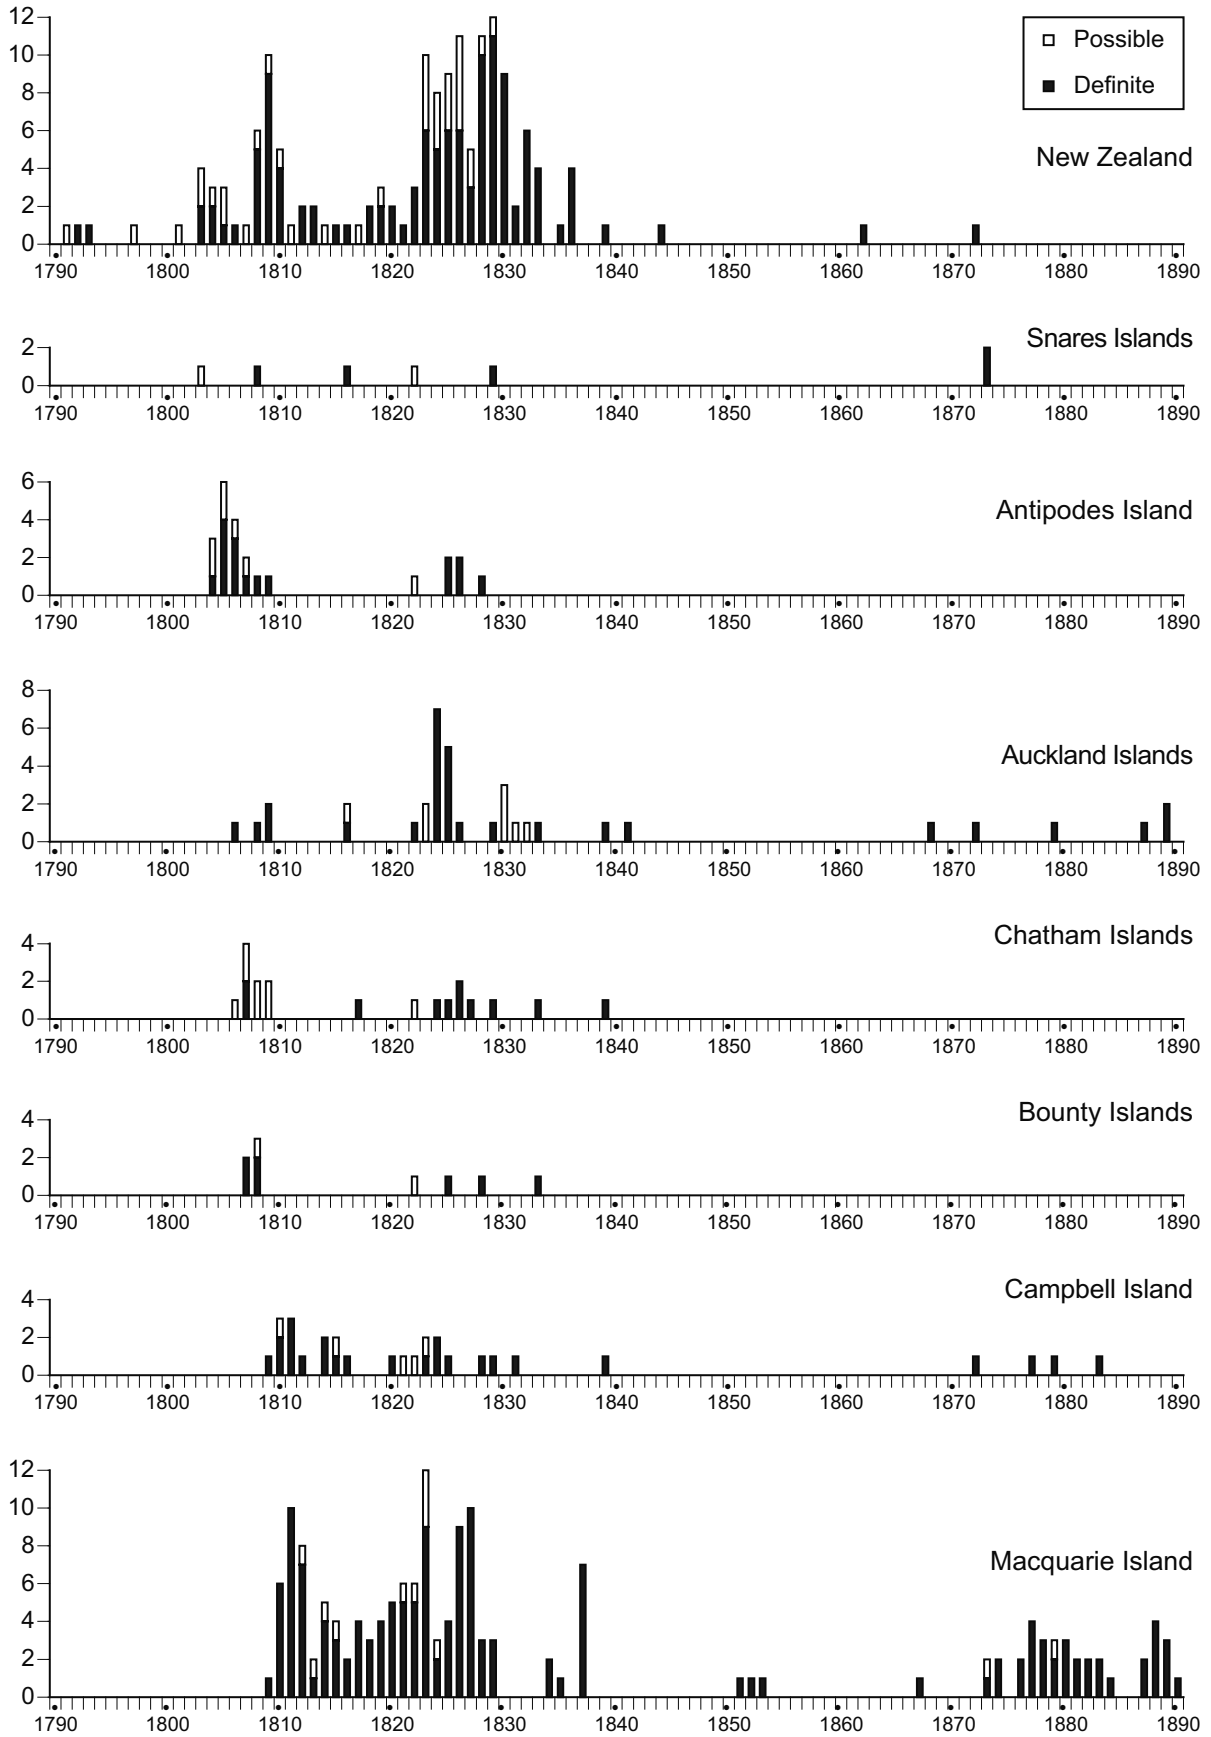 12
10
8
6
4
2
0
Possible
Definite
New Zealand
1790 1800 1810 1820 1830 1840 1850 1860 1870 1880 1890
Snares Islands
2
0
1790 1800 1810 1820 1830 1840 1850 1860 1870 1880 1890
Antipodes Island
6
4
2
0
1790 1800 1810 1820 1830 1840 1850 1860 1870 1880 1890
Auckland Islands
8
6
4
2
0
1790 1800 1810 1820 1830 1840 1850 1860 1870 1880 1890
Chatham Islands
4
2
0
1790 1800 1810 1820 1830 1840 1850 1860 1870 1880 1890
Bounty Islands
4
2
0
1790 1800 1810 1820 1830 1840 1850 1860 1870 1880 1890
Campbell Island
4
2
0
1790 1800 1810 1820 1830 1840 1850 1860 1870 1880 1890
Macquarie Island
12
10
8
6
4
2
0
1790 1800 1810 1820 1830 1840 1850 1860 1870 1880 1890